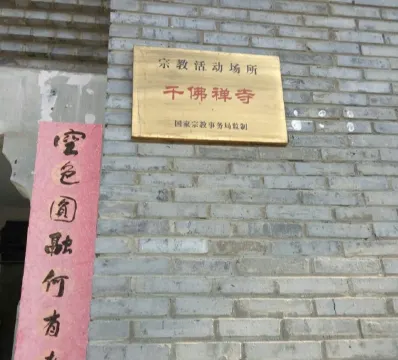 宗教活动场所
千佛禅寺
国家宗教事务局监制
空色圆融何有